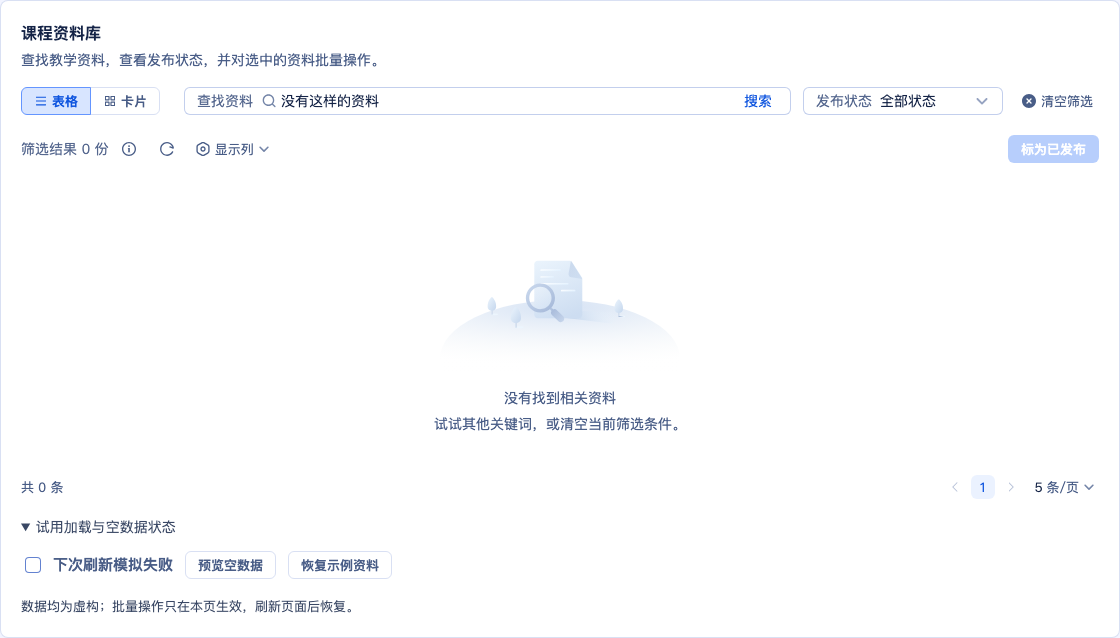 课程资料库
查找教学资料，查看发布状态，并对选中的资料批量操作。
表格 卡片 查找资料 没有这样的资料 搜索 发布状态 全部状态 清空筛选
筛选结果 0 份 显示列 标为已发布
没有找到相关资料
试试其他关键词，或清空当前筛选条件。
共 0 条 1 5 条/页
试用加载与空数据状态
下次刷新模拟失败 预览空数据 恢复示例资料
数据均为虚构；批量操作只在本页生效，刷新页面后恢复。